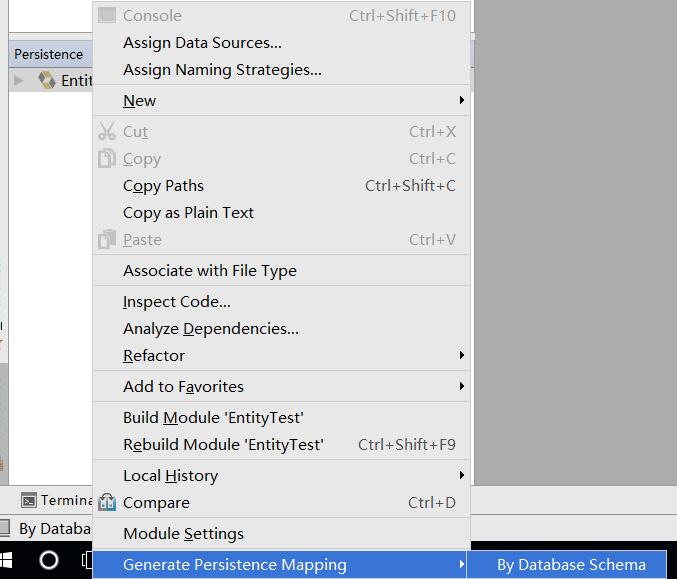 Console Ctrl+Shift+F10
Assign Data Sources...
Persistence
Assign Naming Strategies...
New
Cut Ctrl+X
Copy Ctrl+C
Copy Paths Ctrl+Shift+C
Copy as Plain Text
Paste Ctrl+V
Associate with File Type
Inspect Code...
Analyze Dependencies...
Refactor
Add to Favorites
Build Module 'EntityTest'
Rebuild Module 'EntityTest' Ctrl+Shift+F9
Local History
Compare Ctrl+D
Module Settings
By
Generate Persistence Mapping By Database Schema